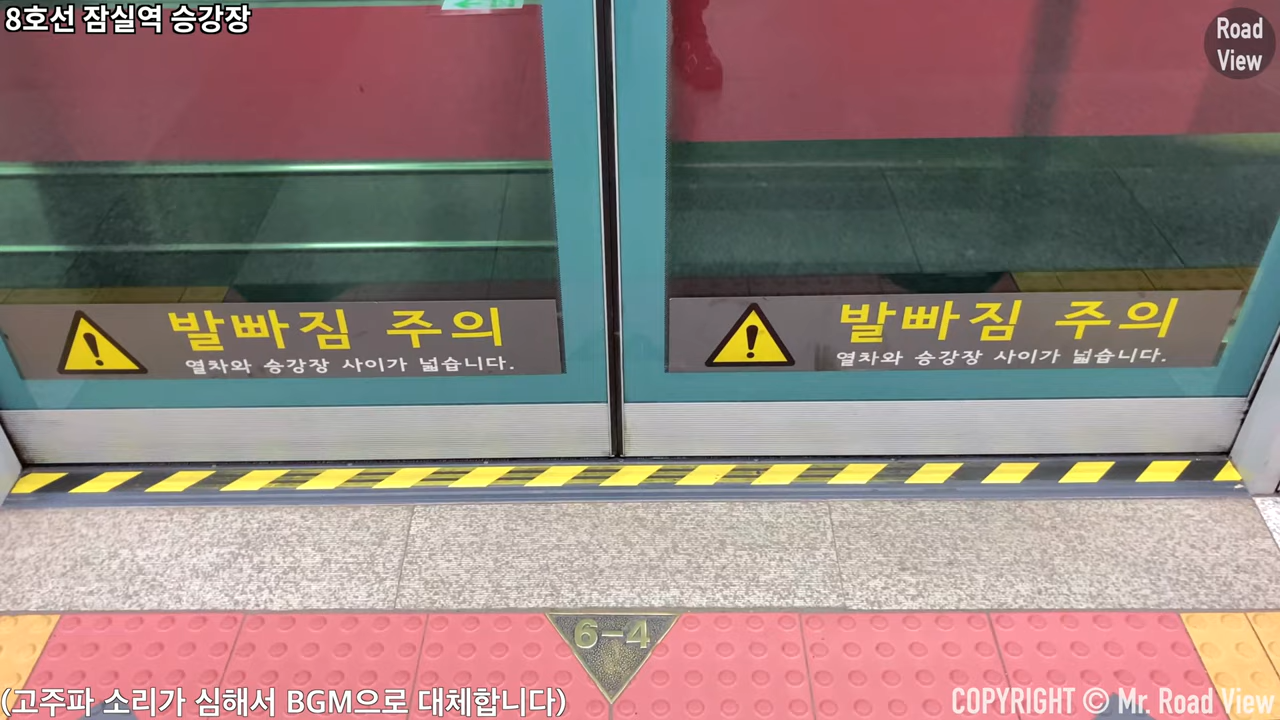 8호선 잠실역 승강장
Road
View
발빠짐 주의
열차와 승강장 사이가 넓습니다.
발빠짐 주의
열차와 승강장 사이가 넓습니다.
6-4
(고주파 소리가 심해서 BGM으로 대체합니다)
COPYRIGHT © Mr. Road View